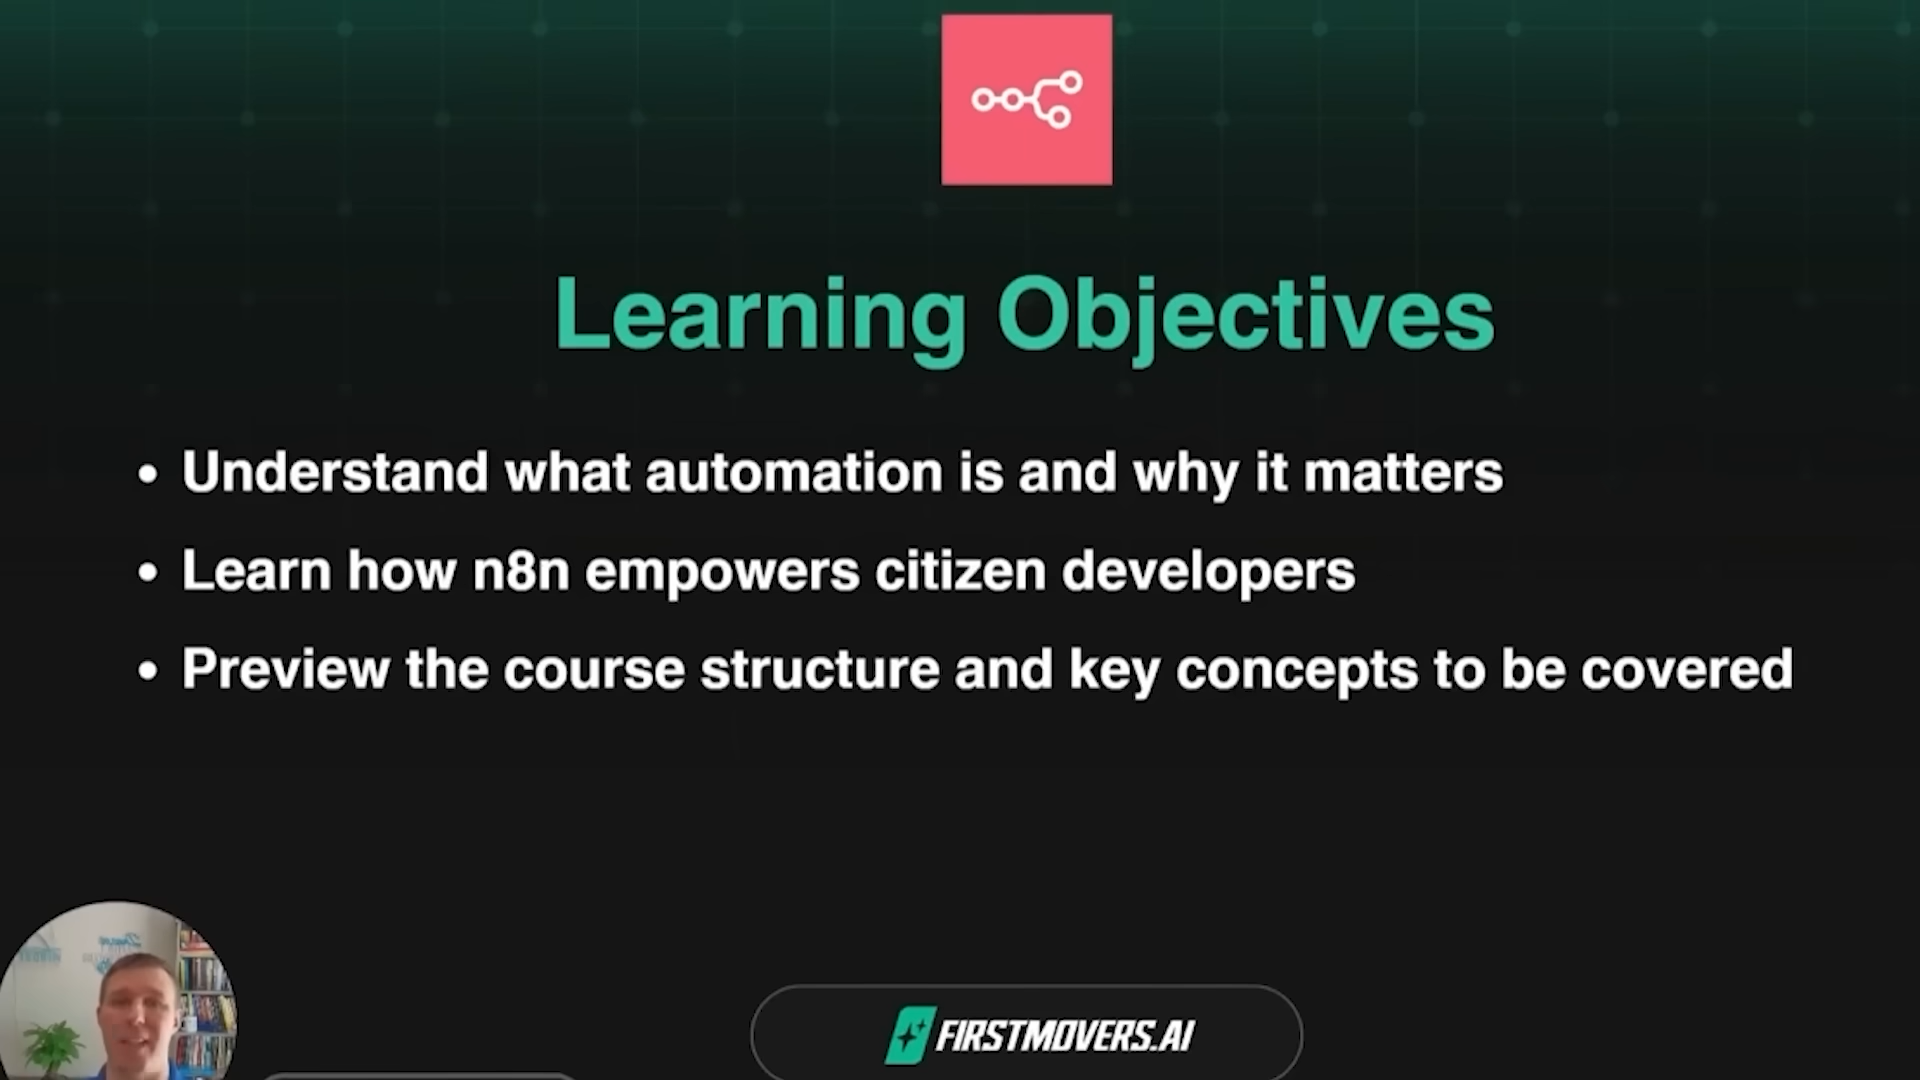 Learning Objectives
• Understand what automation is and why it matters
• Learn how n8n empowers citizen developers
• Preview the course structure and key concepts to be covered
FIRSTMOVERS.AI